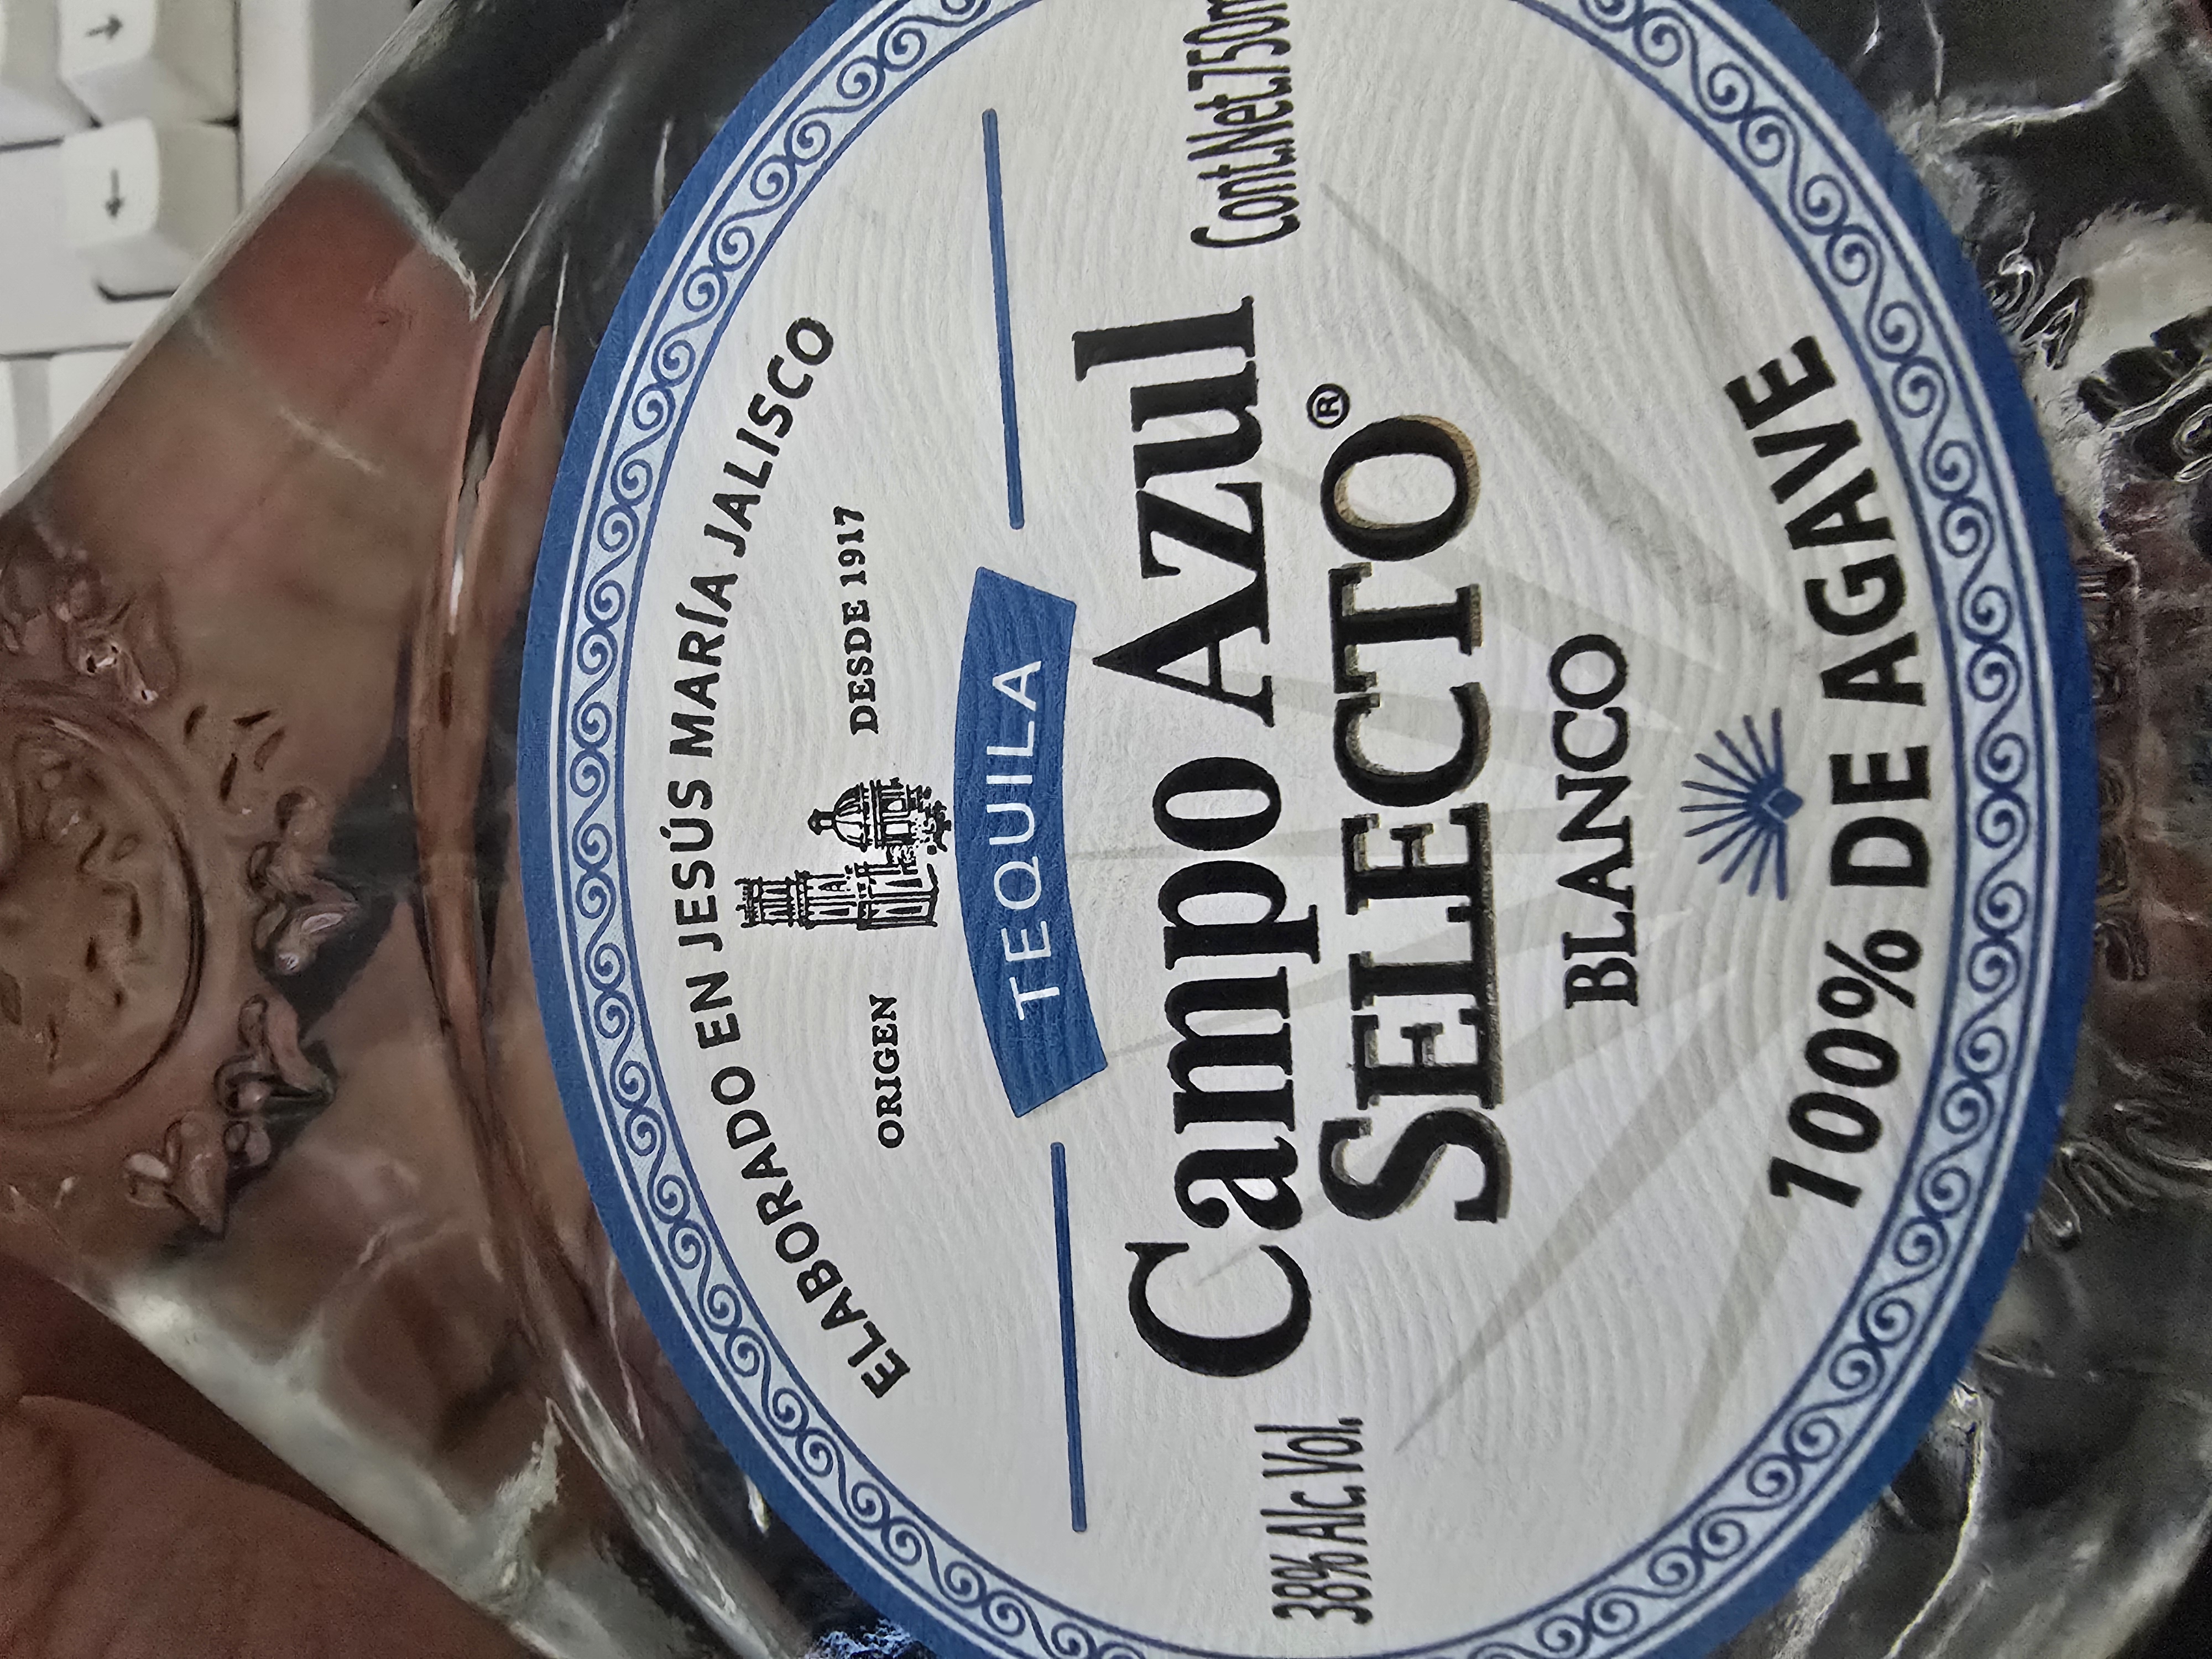 ELABORADO EN JESÚS MARÍA JALISCO
ORIGEN DESDE 1917
TEQUILA
Campo Azul
SELECTO®
38% Alc. Vol. Cont.Net.750m
BLANCO
100% DE AGAVE